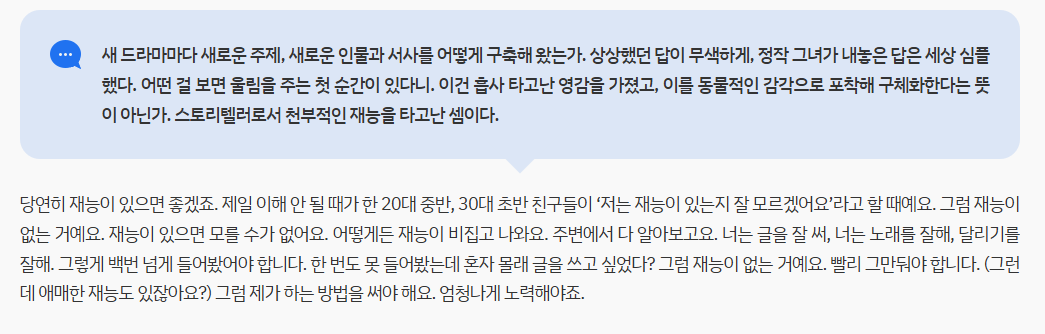 새 드라마마다 새로운 주제, 새로운 인물과 서사를 어떻게 구축해 왔는가. 상상했던 답이 무색하게, 정작 그녀가 내놓은 답은 세상 심플
했다. 어떤 걸 보면 울림을 주는 첫 순간이 있다니. 이건 흡사 타고난 영감을 가졌고, 이를 동물적인 감각으로 포착해 구체화한다는 뜻
이 아닌가. 스토리텔러로서 천부적인 재능을 타고난 셈이다.
당연히 재능이 있으면 좋겠죠. 제일 이해 안 될 때가 한 20대 중반, 30대 초반 친구들이 ‘저는 재능이 있는지 잘 모르겠어요’라고 할 때예요. 그럼 재능이
없는 거예요. 재능이 있으면 모를 수가 없어요. 어떻게든 재능이 비집고 나와요. 주변에서 다 알아보고요. 너는 글을 잘 써, 너는 노래를 잘해, 달리기를
잘해. 그렇게 백번 넘게 들어봤어야 합니다. 한 번도 못 들어봤는데 혼자 몰래 글을 쓰고 싶었다? 그럼 재능이 없는 거예요. 빨리 그만둬야 합니다. (그런
데 애매한 재능도 있잖아요?) 그럼 제가 하는 방법을 써야 해요. 엄청나게 노력해야죠.